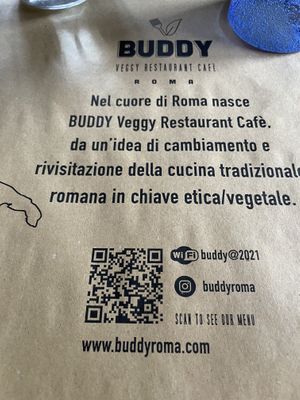 BUDDY
VEGGY RESTAURANT CAFÈ
ROMA
Nel cuore di Roma nasce
BUDDY Veggy Restaurant Cafè,
da un'idea di cambiamento e
rivisitazione della cucina tradizionale
romana in chiave etica/vegetale.
WiFi buddy@2021
buddyroma
SCAN TO SEE OUR MENU
www.buddyroma.com